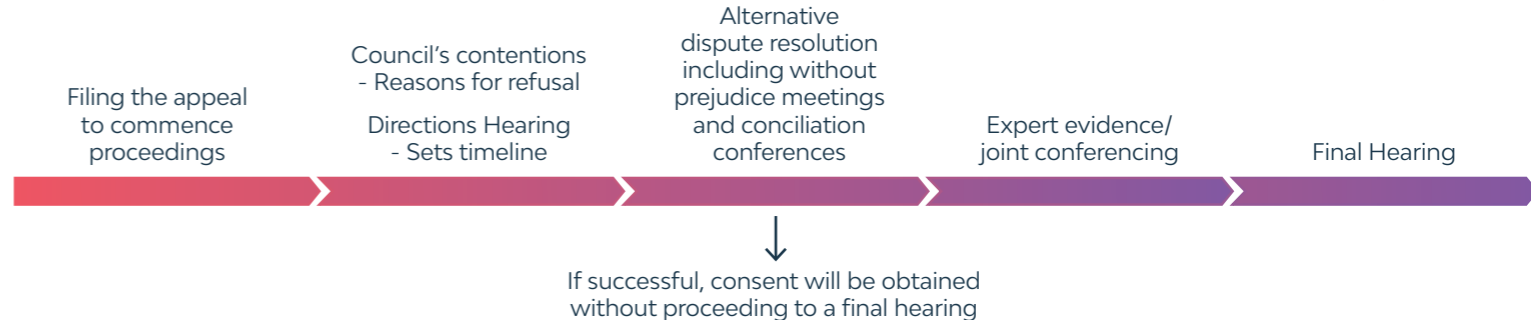 Filing the appeal
to commence
proceedings
Council’s contentions
- Reasons for refusal
Directions Hearing
- Sets timeline
Alternative
dispute resolution
including without
prejudice meetings
and conciliation
conferences
Expert evidence/
joint conferencing
Final Hearing
If successful, consent will be obtained
without proceeding to a final hearing